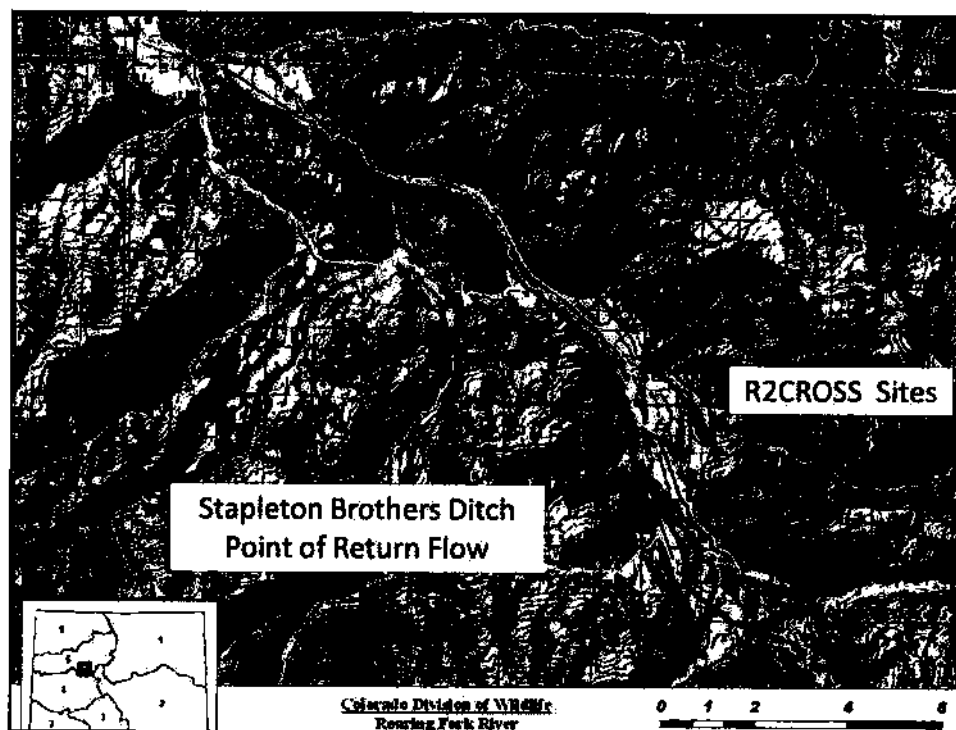 R2CROSS Sites
Stapleton Brothers Ditch
Point of Return Flow
Colorado Division of Wildlife
Roaring Fork River
0 1 2 4 6